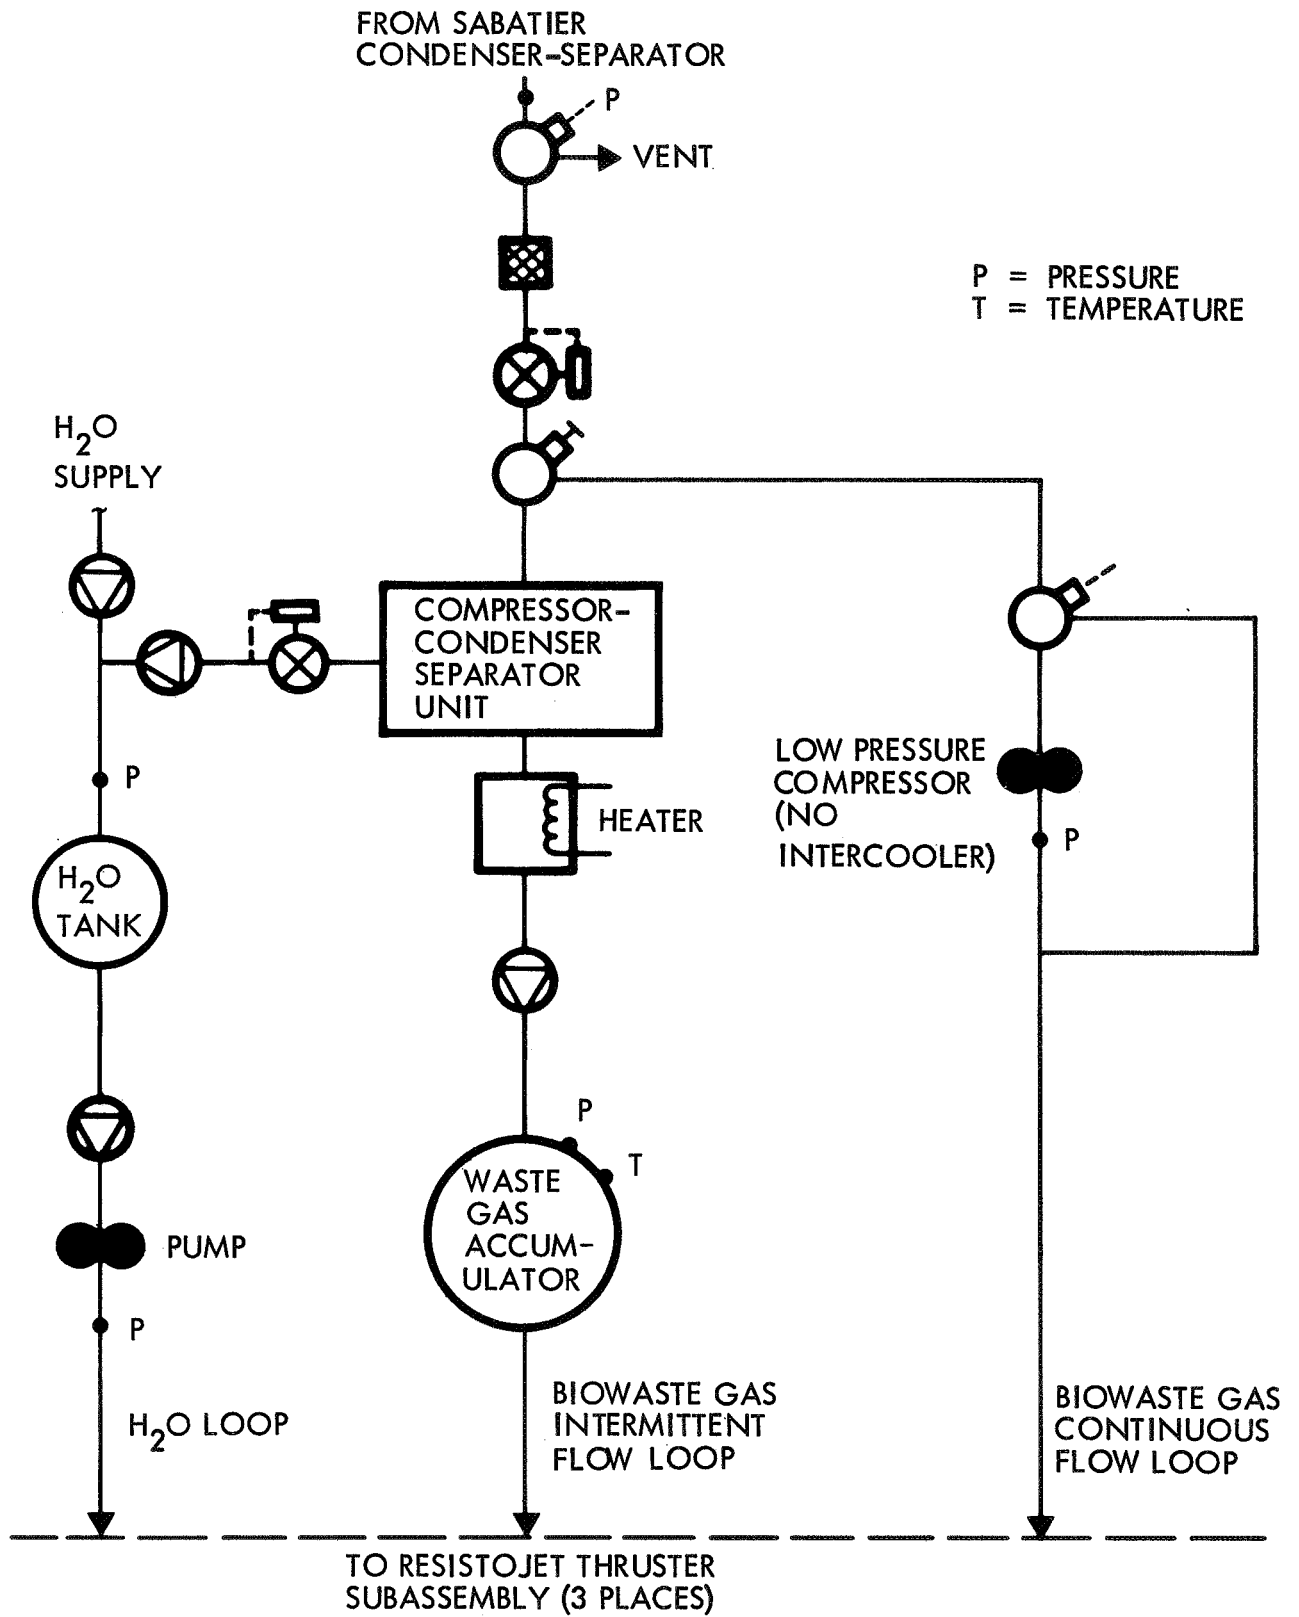 FROM SABATIER
CONDENSER-SEPARATOR
P
VENT
P = PRESSURE
T = TEMPERATURE
H2O
SUPPLY
COMPRESSOR-
CONDENSER
SEPARATOR
UNIT
LOW PRESSURE
COMPRESSOR
(NO
INTERCOOLER)
P
P
HEATER
H2O
TANK
P
T
WASTE
GAS
ACCUM-
ULATOR
PUMP
P
H2O LOOP
BIOWASTE GAS
INTERMITTENT
FLOW LOOP
BIOWASTE GAS
CONTINUOUS
FLOW LOOP
TO RESISTOJET THRUSTER
SUBASSEMBLY (3 PLACES)